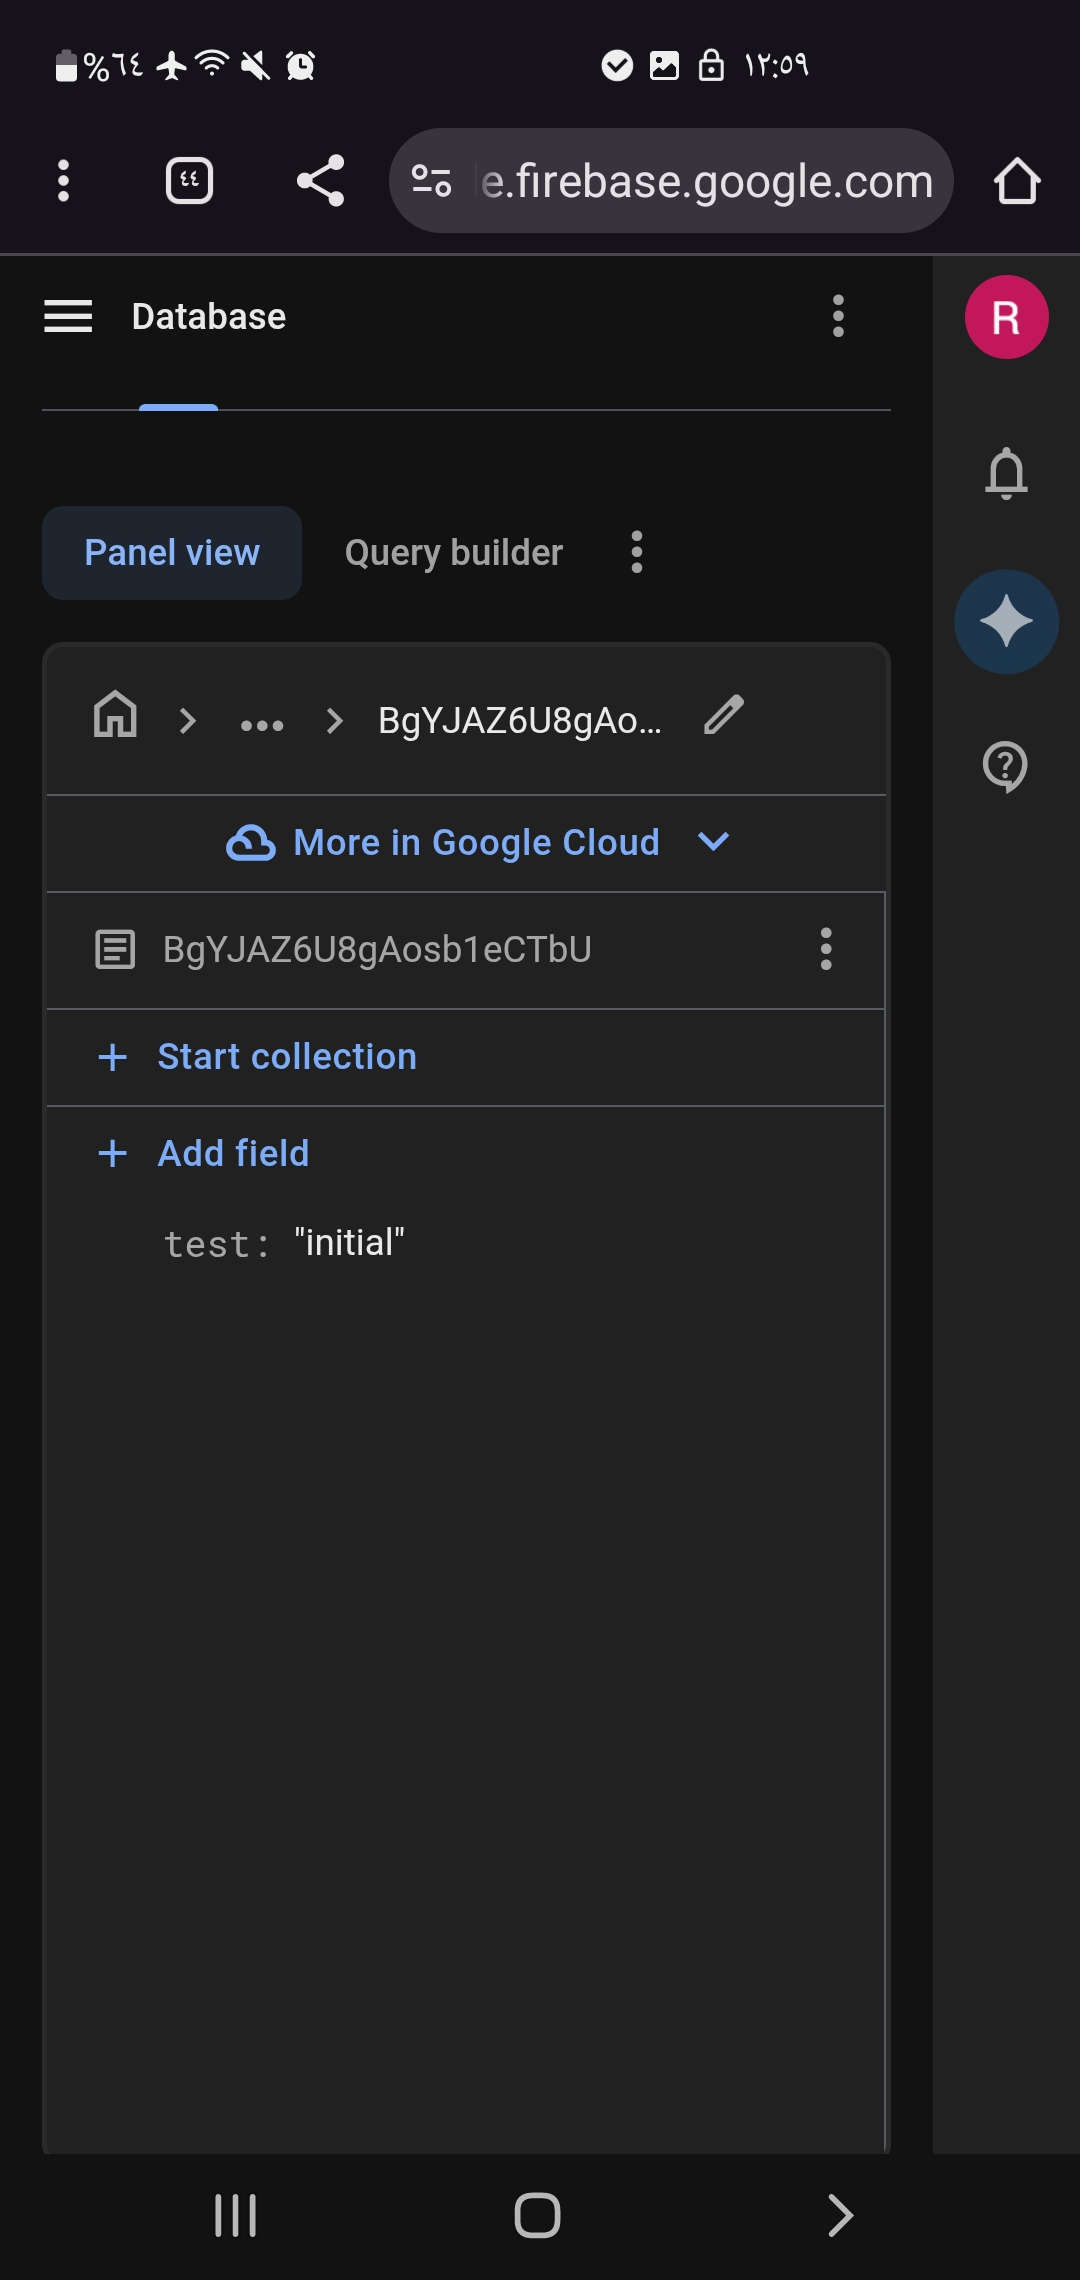 %٦٤ ١٢:٥٩
٤٤ e.firebase.google.com
Database
R
Panel view Query builder
BgYJAZ6U8gAo...
More in Google Cloud
BgYJAZ6U8gAosb1eCTbU
+ Start collection
+ Add field
test: "initial"